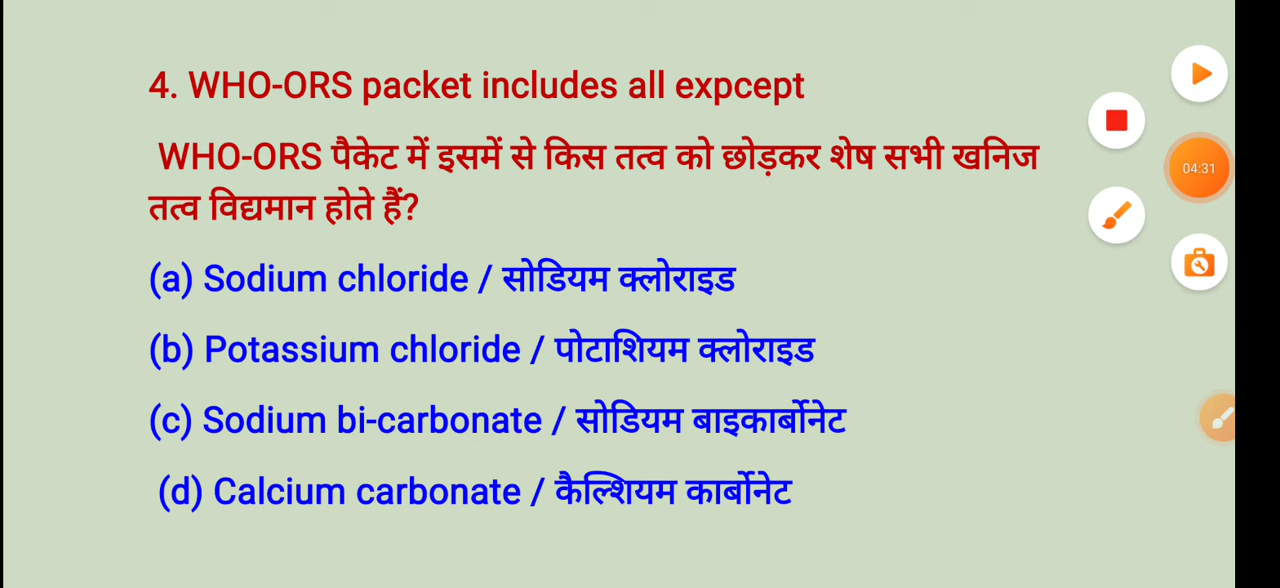 4. WHO-ORS packet includes all expcept
WHO-ORS पैकेट में इसमें से किस तत्व को छोड़कर शेष सभी खनिज
तत्व विद्यमान होते हैं?
(a) Sodium chloride / सोडियम क्लोराइड
(b) Potassium chloride / पोटाशियम क्लोराइड
(c) Sodium bi-carbonate / सोडियम बाइकार्बोनेट
(d) Calcium carbonate / कैल्शियम कार्बोनेट
04:31